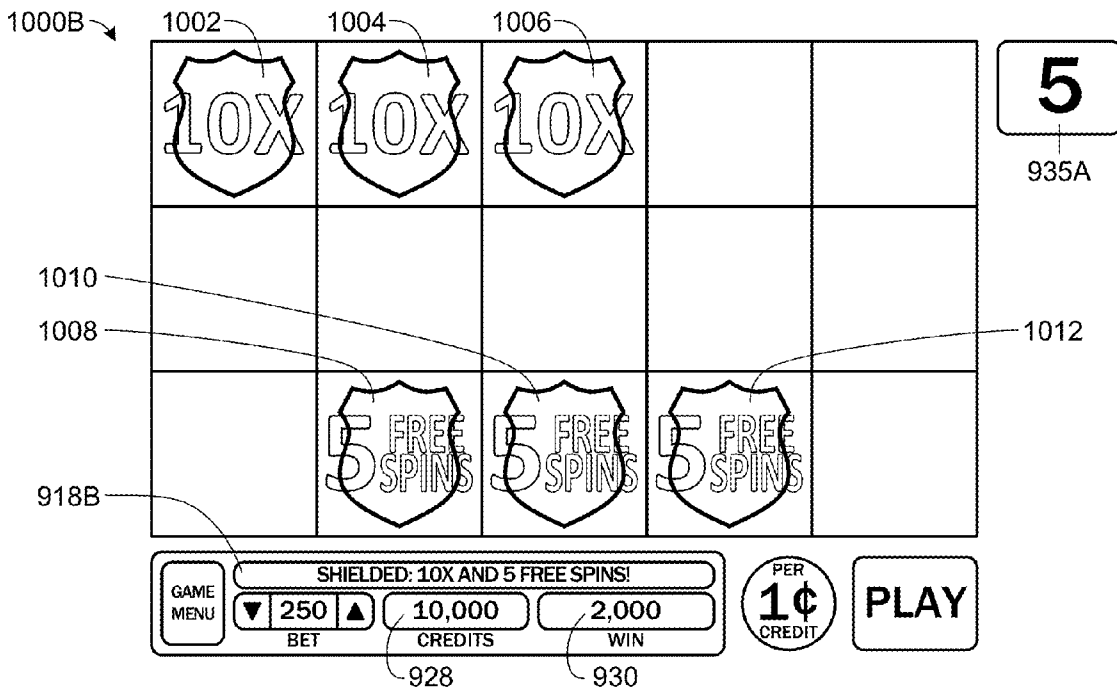 1000B
1002
1004
1006
10X
10X
10X
5
935A
1010
1008
1012
5 FREE SPINS
5 FREE SPINS
5 FREE SPINS
918B
GAME MENU
SHIELDED: 10X AND 5 FREE SPINS!
▼ 250 ▲
BET
10,000
CREDITS
2,000
WIN
PER
1¢
CREDIT
PLAY
928
930